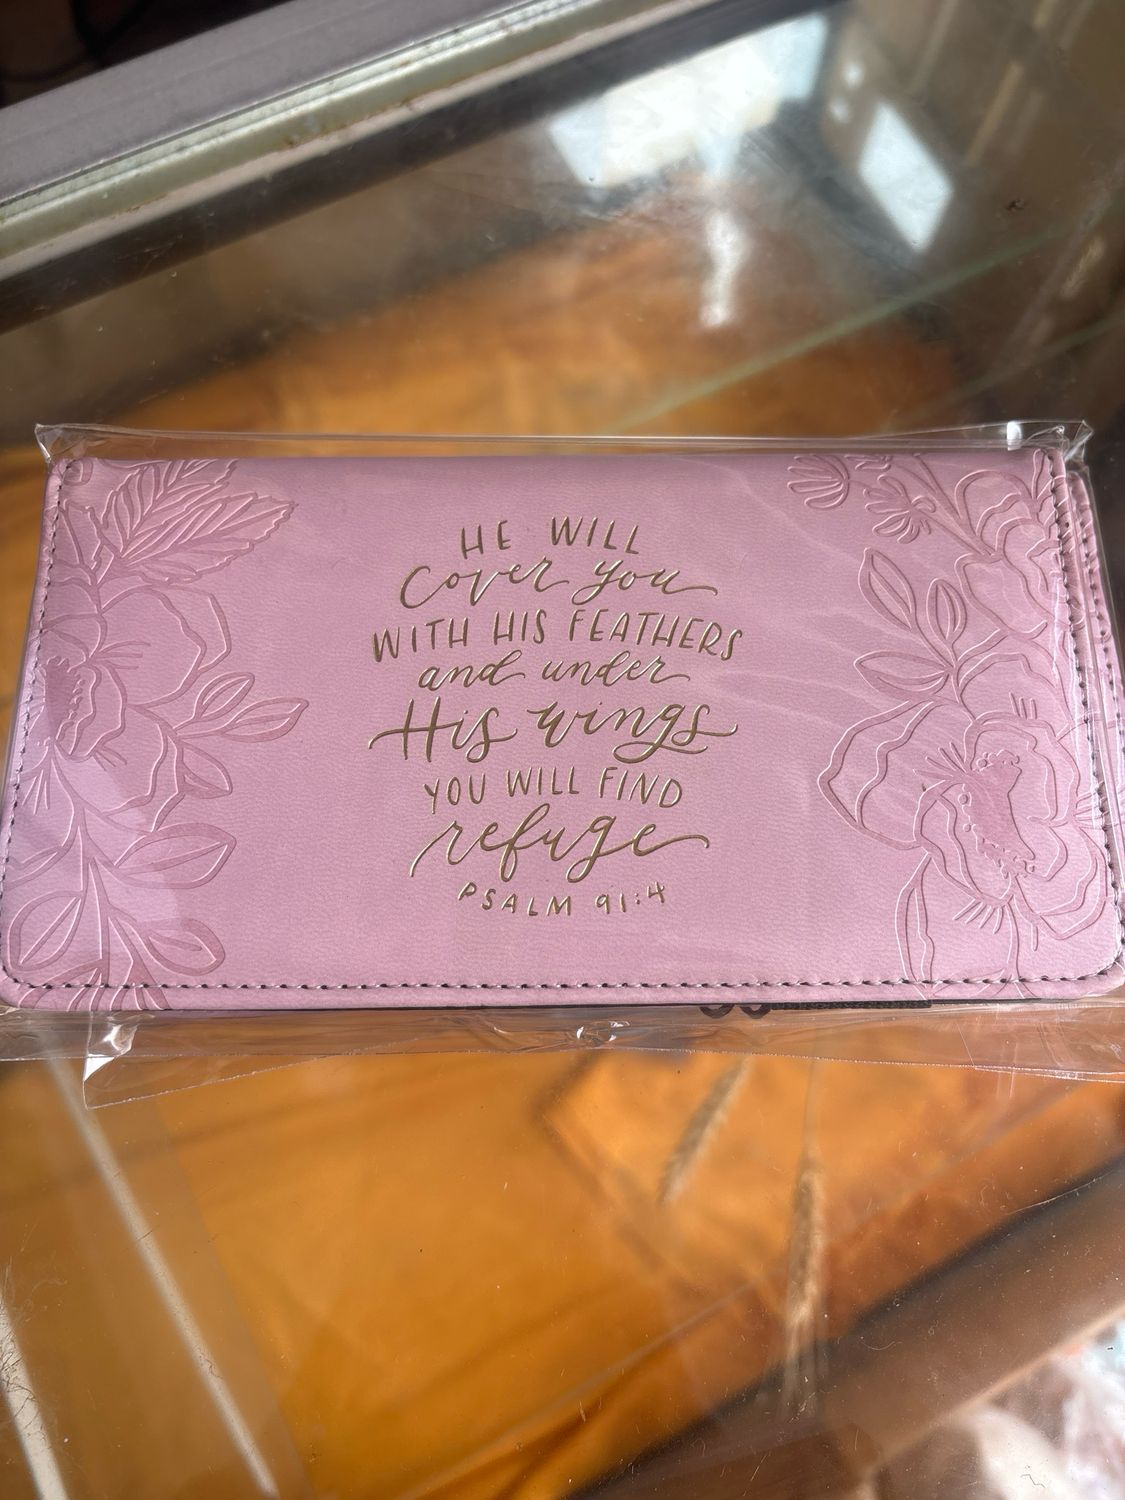 HE WILL
Cover you
WITH HIS FEATHERS
and under
His wings
YOU WILL FIND
refuge
PSALM 91:4